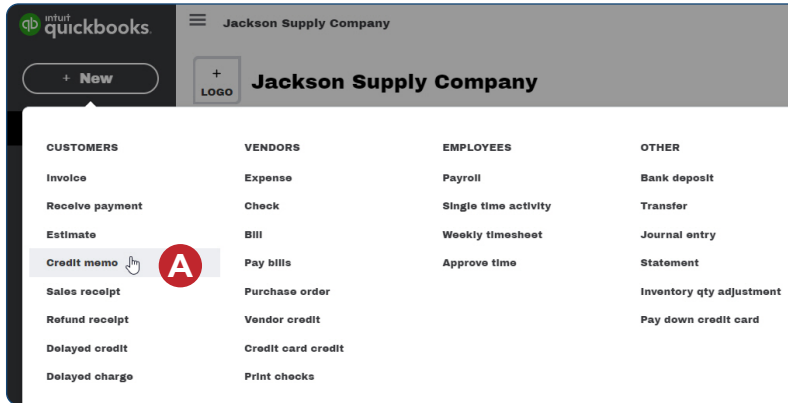 intuit
quickbooks.
Jackson Supply Company
+ New
+
LOGO
Jackson Supply Company
CUSTOMERS
Invoice
Receive payment
Estimate
Credit memo
A
Sales receipt
Refund receipt
Delayed credit
Delayed charge
VENDORS
Expense
Check
Bill
Pay bills
Purchase order
Vendor credit
Credit card credit
Print checks
EMPLOYEES
Payroll
Single time activity
Weekly timesheet
Approve time
OTHER
Bank deposit
Transfer
Journal entry
Statement
Inventory qty adjustment
Pay down credit card